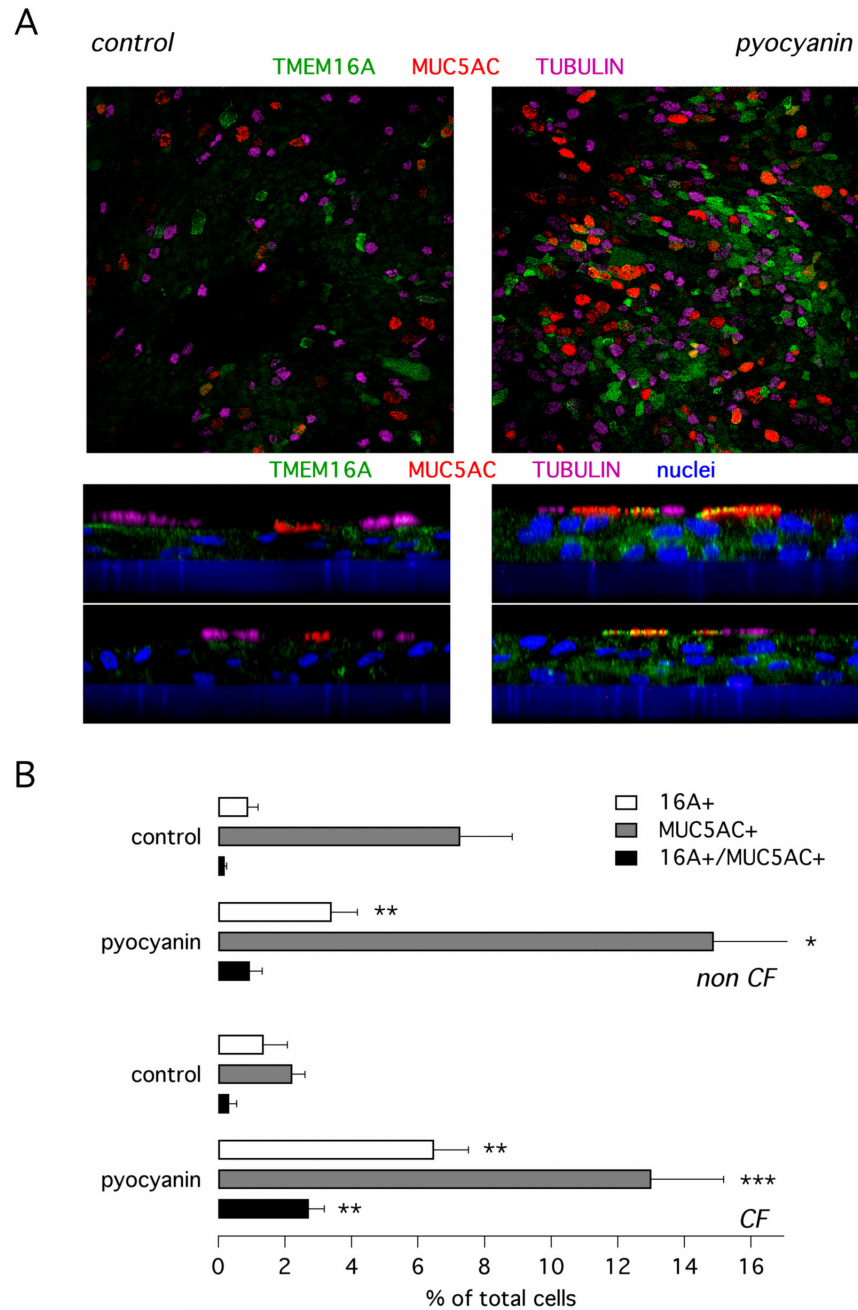 A
control pyocyanin
TMEM16A MUC5AC TUBULIN
TMEM16A MUC5AC TUBULIN nuclei
B
16A+
MUC5AC+
16A+/MUC5AC+
control
**
pyocyanin
*
non CF
control
**
pyocyanin
***
**
CF
0 2 4 6 8 10 12 14 16
% of total cells